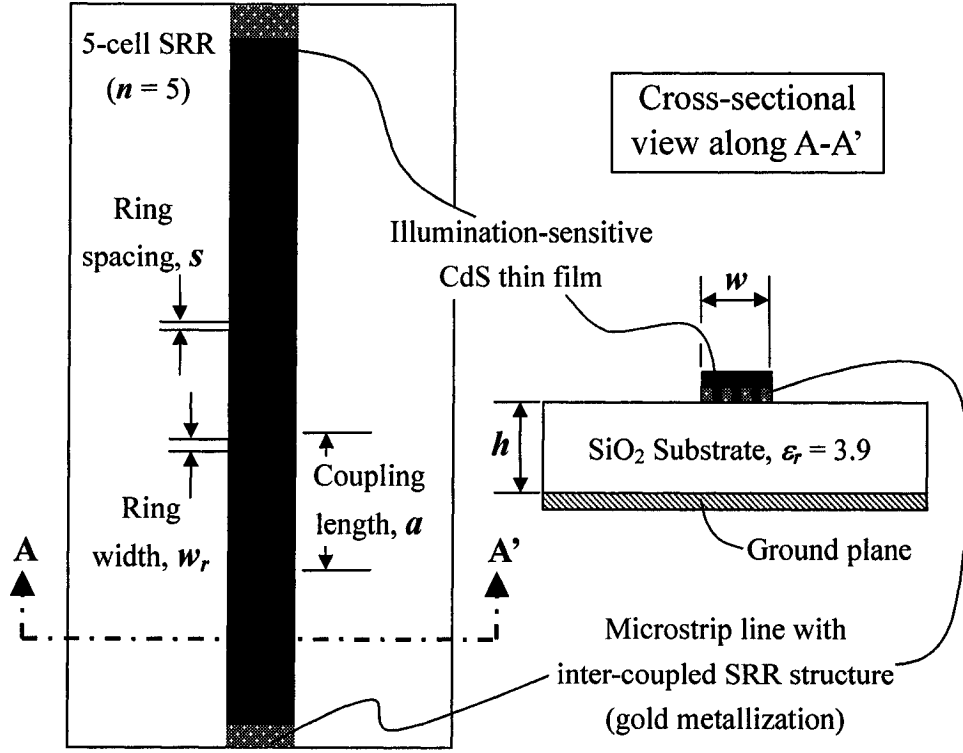 5-cell SRR
(n = 5)
Ring
spacing, s
Ring
width, wᵣ
Coupling
length, a
A
A'
Cross-sectional
view along A-A'
Illumination-sensitive
CdS thin film
w
h
SiO₂ Substrate, εᵣ = 3.9
Ground plane
Microstrip line with
inter-coupled SRR structure
(gold metallization)